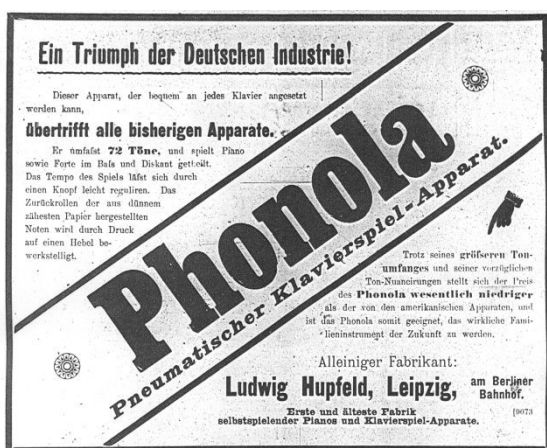 Ein Triumph der Deutschen Industrie!
Dieser Apparat, der bequem an jedes Klavier angesetzt
werden kann,
übertrifft alle bisherigen Apparate.
Er umfafst 72 Töne, und spielt Piano
sowie Forte im Bafs und Diskant getheilt.
Das Tempo des Spiels läfst sich durch
einen Knopf leicht reguliren. Das
Zurückrollen der aus dünnem
zähesten Papier hergestellten
Noten wird durch Druck
auf einen Hebel be-
werkstelligt.
Phonola
Pneumatischer Klavierspiel-Apparat.
Trotz seines gröfseren Ton-
umfanges und seiner vorzüglichen
Ton-Nuancirungen stellt sich der Preis
des Phonola wesentlich niedriger
als der von den amerikanischen Apparaten, und
ist das Phonola somit geeignet, das wirkliche Fami-
lieninstrument der Zukunft zu werden.
Alleiniger Fabrikant:
Ludwig Hupfeld, Leipzig, am Berliner
Bahnhof.
Erste und älteste Fabrik
selbstspielender Pianos und Klavierspiel-Apparate.
[9073